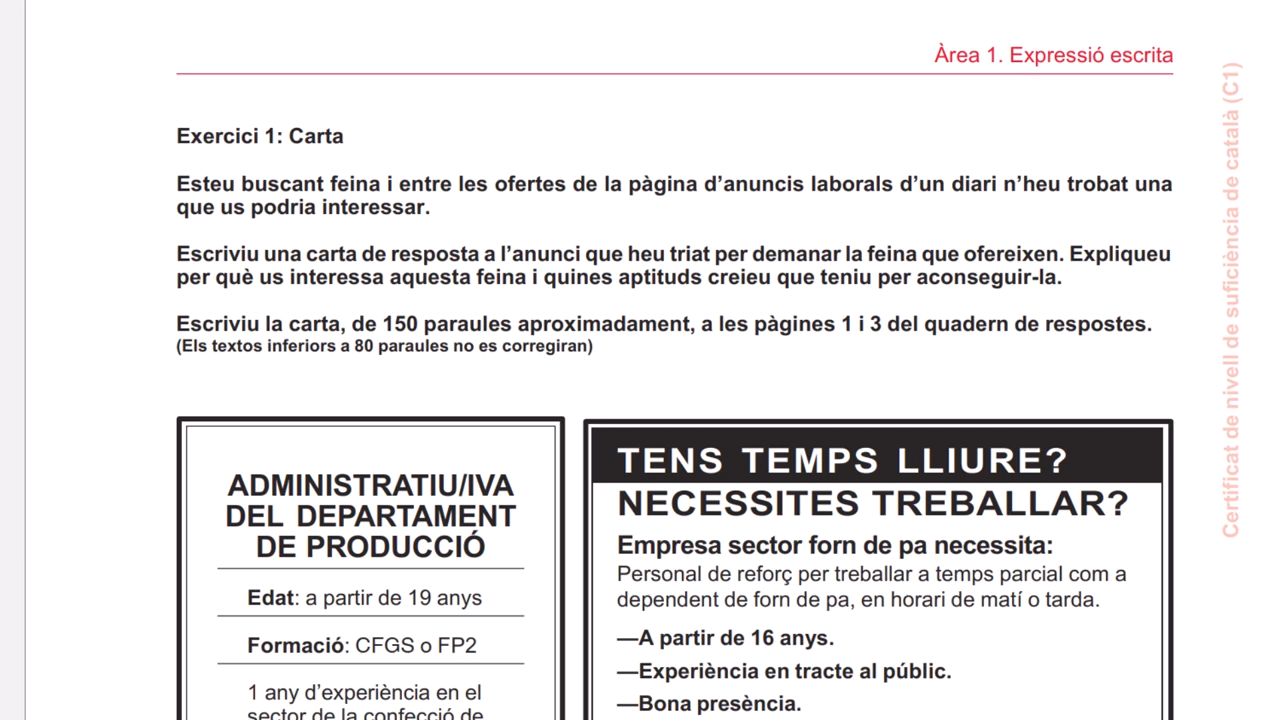 Àrea 1. Expressió escrita
Certificat de nivell de suficiència de català (C1)
Exercici 1: Carta
Esteu buscant feina i entre les ofertes de la pàgina d’anuncis laborals d’un diari n’heu trobat una
que us podria interessar.
Escriviu una carta de resposta a l’anunci que heu triat per demanar la feina que ofereixen. Expliqueu
per què us interessa aquesta feina i quines aptituds creieu que teniu per aconseguir-la.
Escriviu la carta, de 150 paraules aproximadament, a les pàgines 1 i 3 del quadern de respostes.
(Els textos inferiors a 80 paraules no es corregiran)
ADMINISTRATIU/IVA
DEL DEPARTAMENT
DE PRODUCCIÓ
Edat: a partir de 19 anys
Formació: CFGS o FP2
1 any d’experiència en el
sector de la confecció de
TENS TEMPS LLIURE?
NECESSITES TREBALLAR?
Empresa sector forn de pa necessita:
Personal de reforç per treballar a temps parcial com a
dependent de forn de pa, en horari de matí o tarda.
—A partir de 16 anys.
—Experiència en tracte al públic.
—Bona presència.